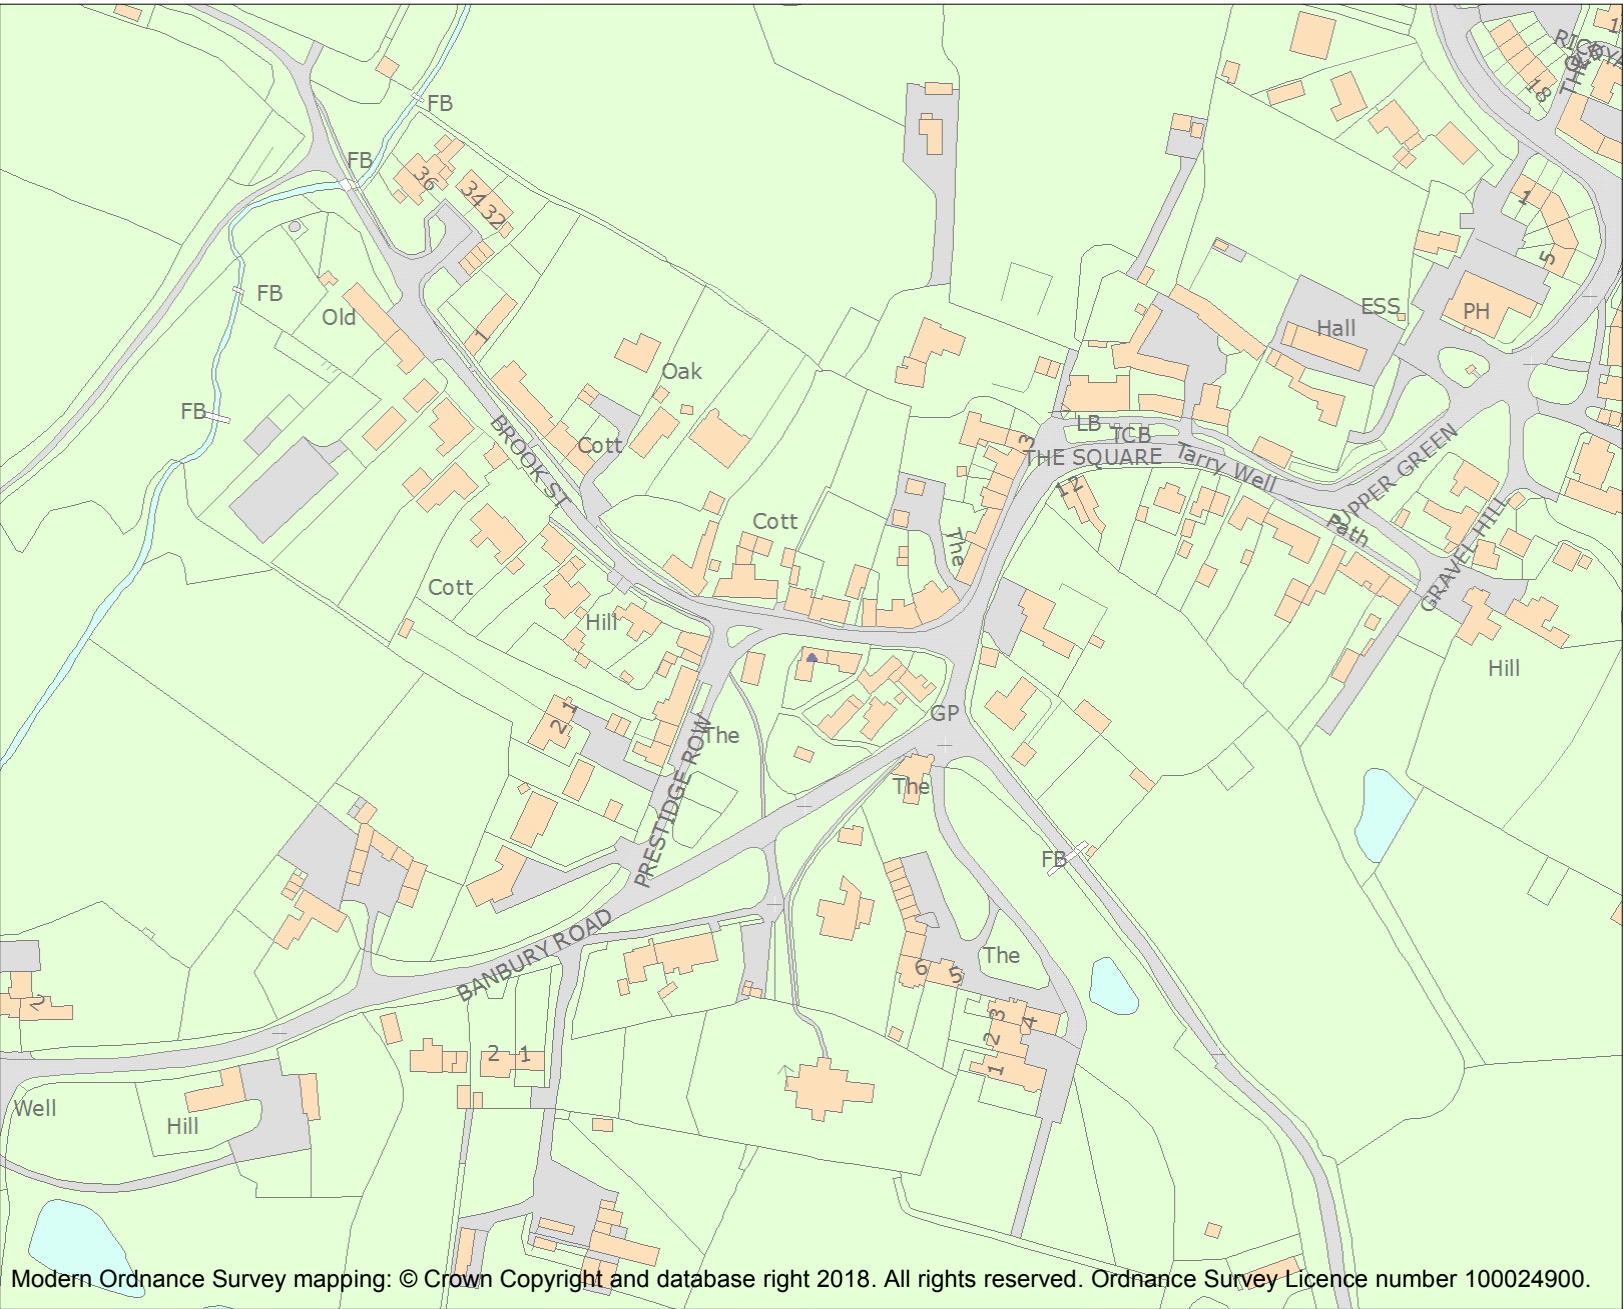 FB
FB
36
34
32
FB
Old
FB
1
Oak
BROOK ST
Cott
Cott
Cott
Hill
18
THE
1
5
ESS
Hall
PH
3
LB
TCB
THE SQUARE
Tarry Well
Path
UPPER GREEN
GRAVEL HILL
12
The
Hill
GP
1
2
The
PRESTIDGE ROW
The
FB
BANBURY ROAD
The
6
5
2
3
4
2
1
2
1
Well
Hill
Modern Ordnance Survey mapping: © Crown Copyright and database right 2018. All rights reserved. Ordnance Survey Licence number 100024900.